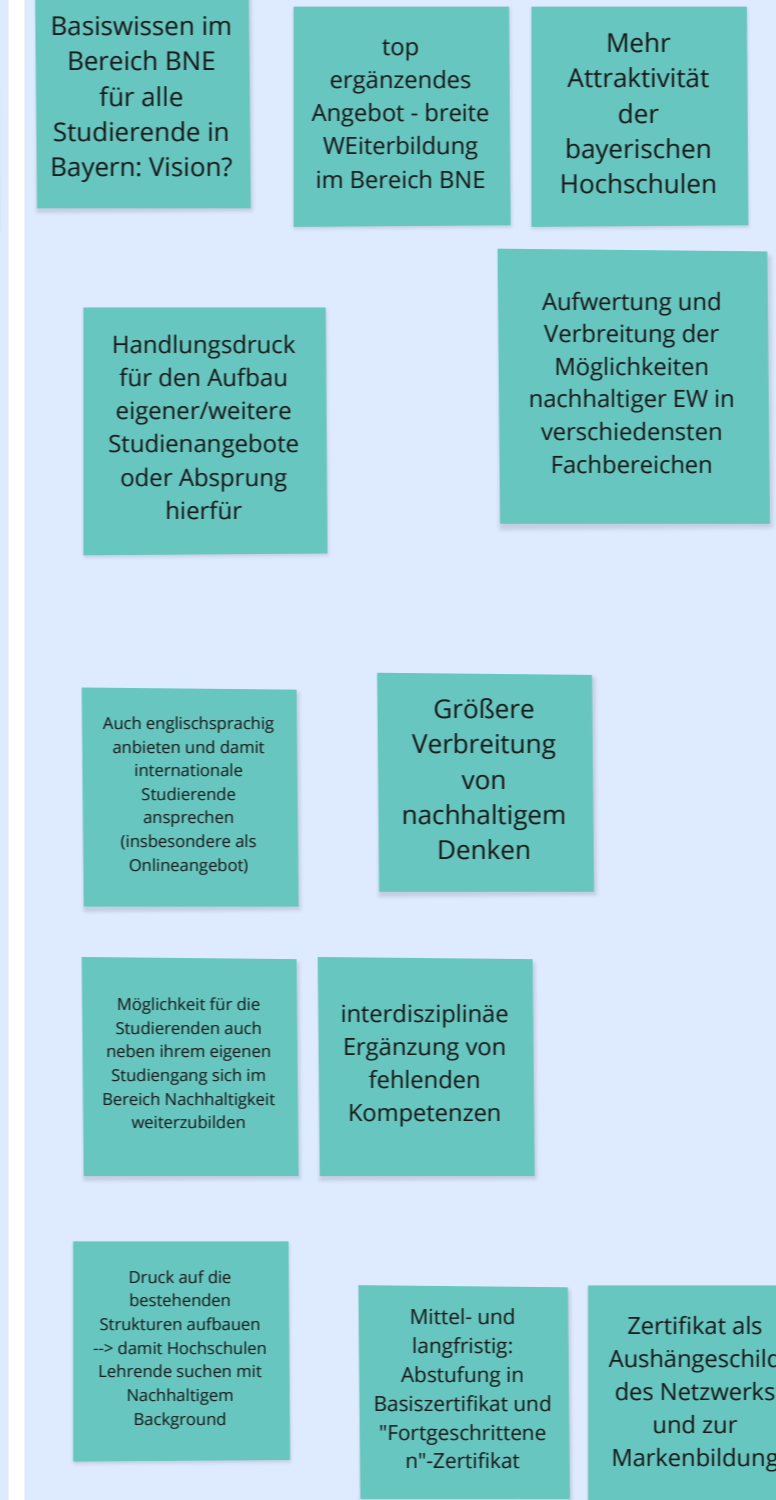 Basiswissen im
Bereich BNE
für alle
Studierende in
Bayern: Vision?
top
ergänzendes
Angebot - breite
WEiterbildung
im Bereich BNE
Mehr
Attraktivität
der
bayerischen
Hochschulen
Handlungsdruck
für den Aufbau
eigener/weitere
Studienangebote
oder Absprung
hierfür
Aufwertung und
Verbreitung der
Möglichkeiten
nachhaltiger EW in
verschiedensten
Fachbereichen
Auch englischsprachig
anbieten und damit
internationale
Studierende
ansprechen
(insbesondere als
Onlineangebot)
Größere
Verbreitung
von
nachhaltigem
Denken
Möglichkeit für die
Studierenden auch
neben ihrem eigenen
Studiengang sich im
Bereich Nachhaltigkeit
weiterzubilden
interdisziplinäe
Ergänzung von
fehlenden
Kompetenzen
Druck auf die
bestehenden
Strukturen aufbauen
--> damit Hochschulen
Lehrende suchen mit
Nachhaltigem
Background
Mittel- und
langfristig:
Abstufung in
Basiszertifikat und
"Fortgeschrittene
n"-Zertifikat
Zertifikat als
Aushängeschild
des Netzwerks
und zur
Markenbildung